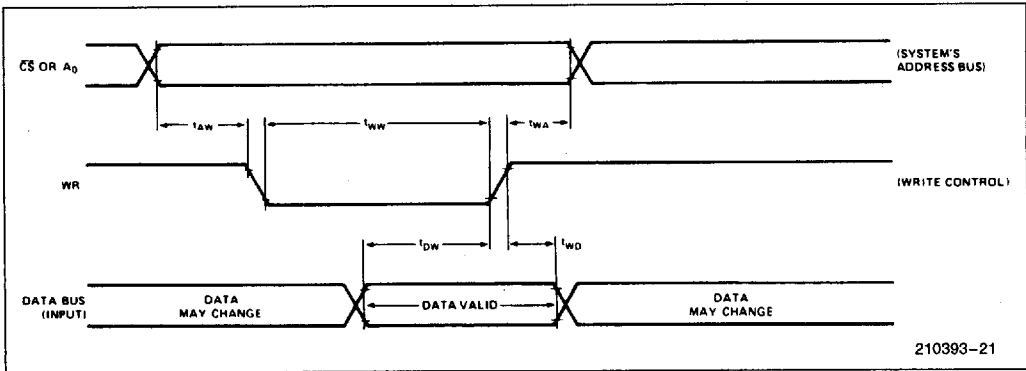 C̅S̅ OR A₀
(SYSTEM'S
ADDRESS BUS)
tAW
tWW
tWA
WR
(WRITE CONTROL)
tDW
tWD
DATA BUS
(INPUT)
DATA
MAY CHANGE
DATA VALID
DATA
MAY CHANGE
210393-21